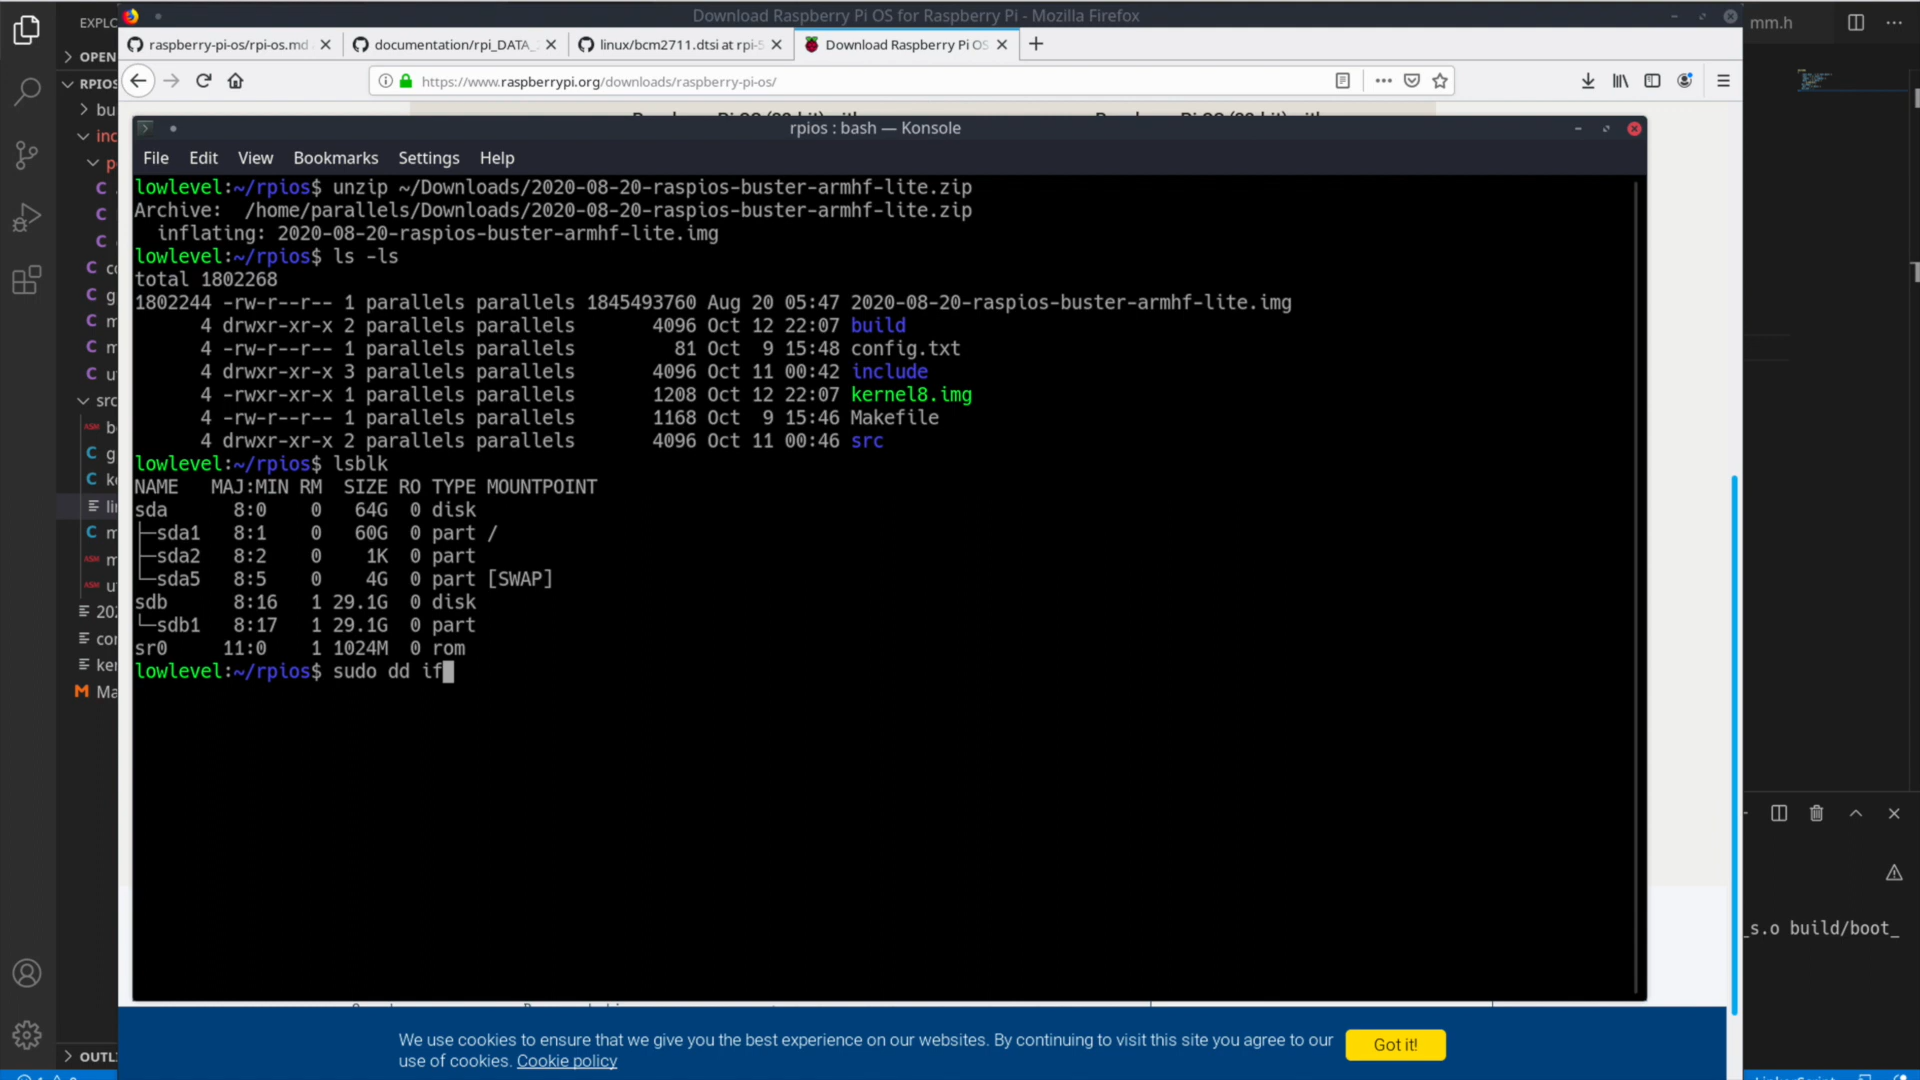 Download Raspberry Pi OS for Raspberry Pi - Mozilla Firefox
EXPLO
mm.h
raspberry-pi-os/rpi-os.md
documentation/rpi_DATA_
linux/bcm2711.dtsi at rpi-5
Download Raspberry Pi OS
OPEN
RPIOS
https://www.raspberrypi.org/downloads/raspberry-pi-os/
bu
inc
rpios : bash — Konsole
File Edit View Bookmarks Settings Help
lowlevel:~/rpios$ unzip ~/Downloads/2020-08-20-raspios-buster-armhf-lite.zip
Archive:  /home/parallels/Downloads/2020-08-20-raspios-buster-armhf-lite.zip
  inflating: 2020-08-20-raspios-buster-armhf-lite.img
lowlevel:~/rpios$ ls -ls
total 1802268
1802244 -rw-r--r-- 1 parallels parallels 1845493760 Aug 20 05:47 2020-08-20-raspios-buster-armhf-lite.img
      4 drwxr-xr-x 2 parallels parallels       4096 Oct 12 22:07 build
      4 -rw-r--r-- 1 parallels parallels         81 Oct  9 15:48 config.txt
      4 drwxr-xr-x 3 parallels parallels       4096 Oct 11 00:42 include
      4 -rwxr-xr-x 1 parallels parallels       1208 Oct 12 22:07 kernel8.img
      4 -rw-r--r-- 1 parallels parallels       1168 Oct  9 15:46 Makefile
      4 drwxr-xr-x 2 parallels parallels       4096 Oct 11 00:46 src
lowlevel:~/rpios$ lsblk
NAME   MAJ:MIN RM  SIZE RO TYPE MOUNTPOINT
sda      8:0    0   64G  0 disk
├─sda1   8:1    0   60G  0 part /
├─sda2   8:2    0    1K  0 part
└─sda5   8:5    0    4G  0 part [SWAP]
sdb      8:16   1 29.1G  0 disk
└─sdb1   8:17   1 29.1G  0 part
sr0     11:0    1 1024M  0 rom
lowlevel:~/rpios$ sudo dd if
src
202
con
ker
M Ma
_s.o build/boot_
We use cookies to ensure that we give you the best experience on our websites. By continuing to visit this site you agree to our
use of cookies. Cookie policy
Got it!
OUTLI